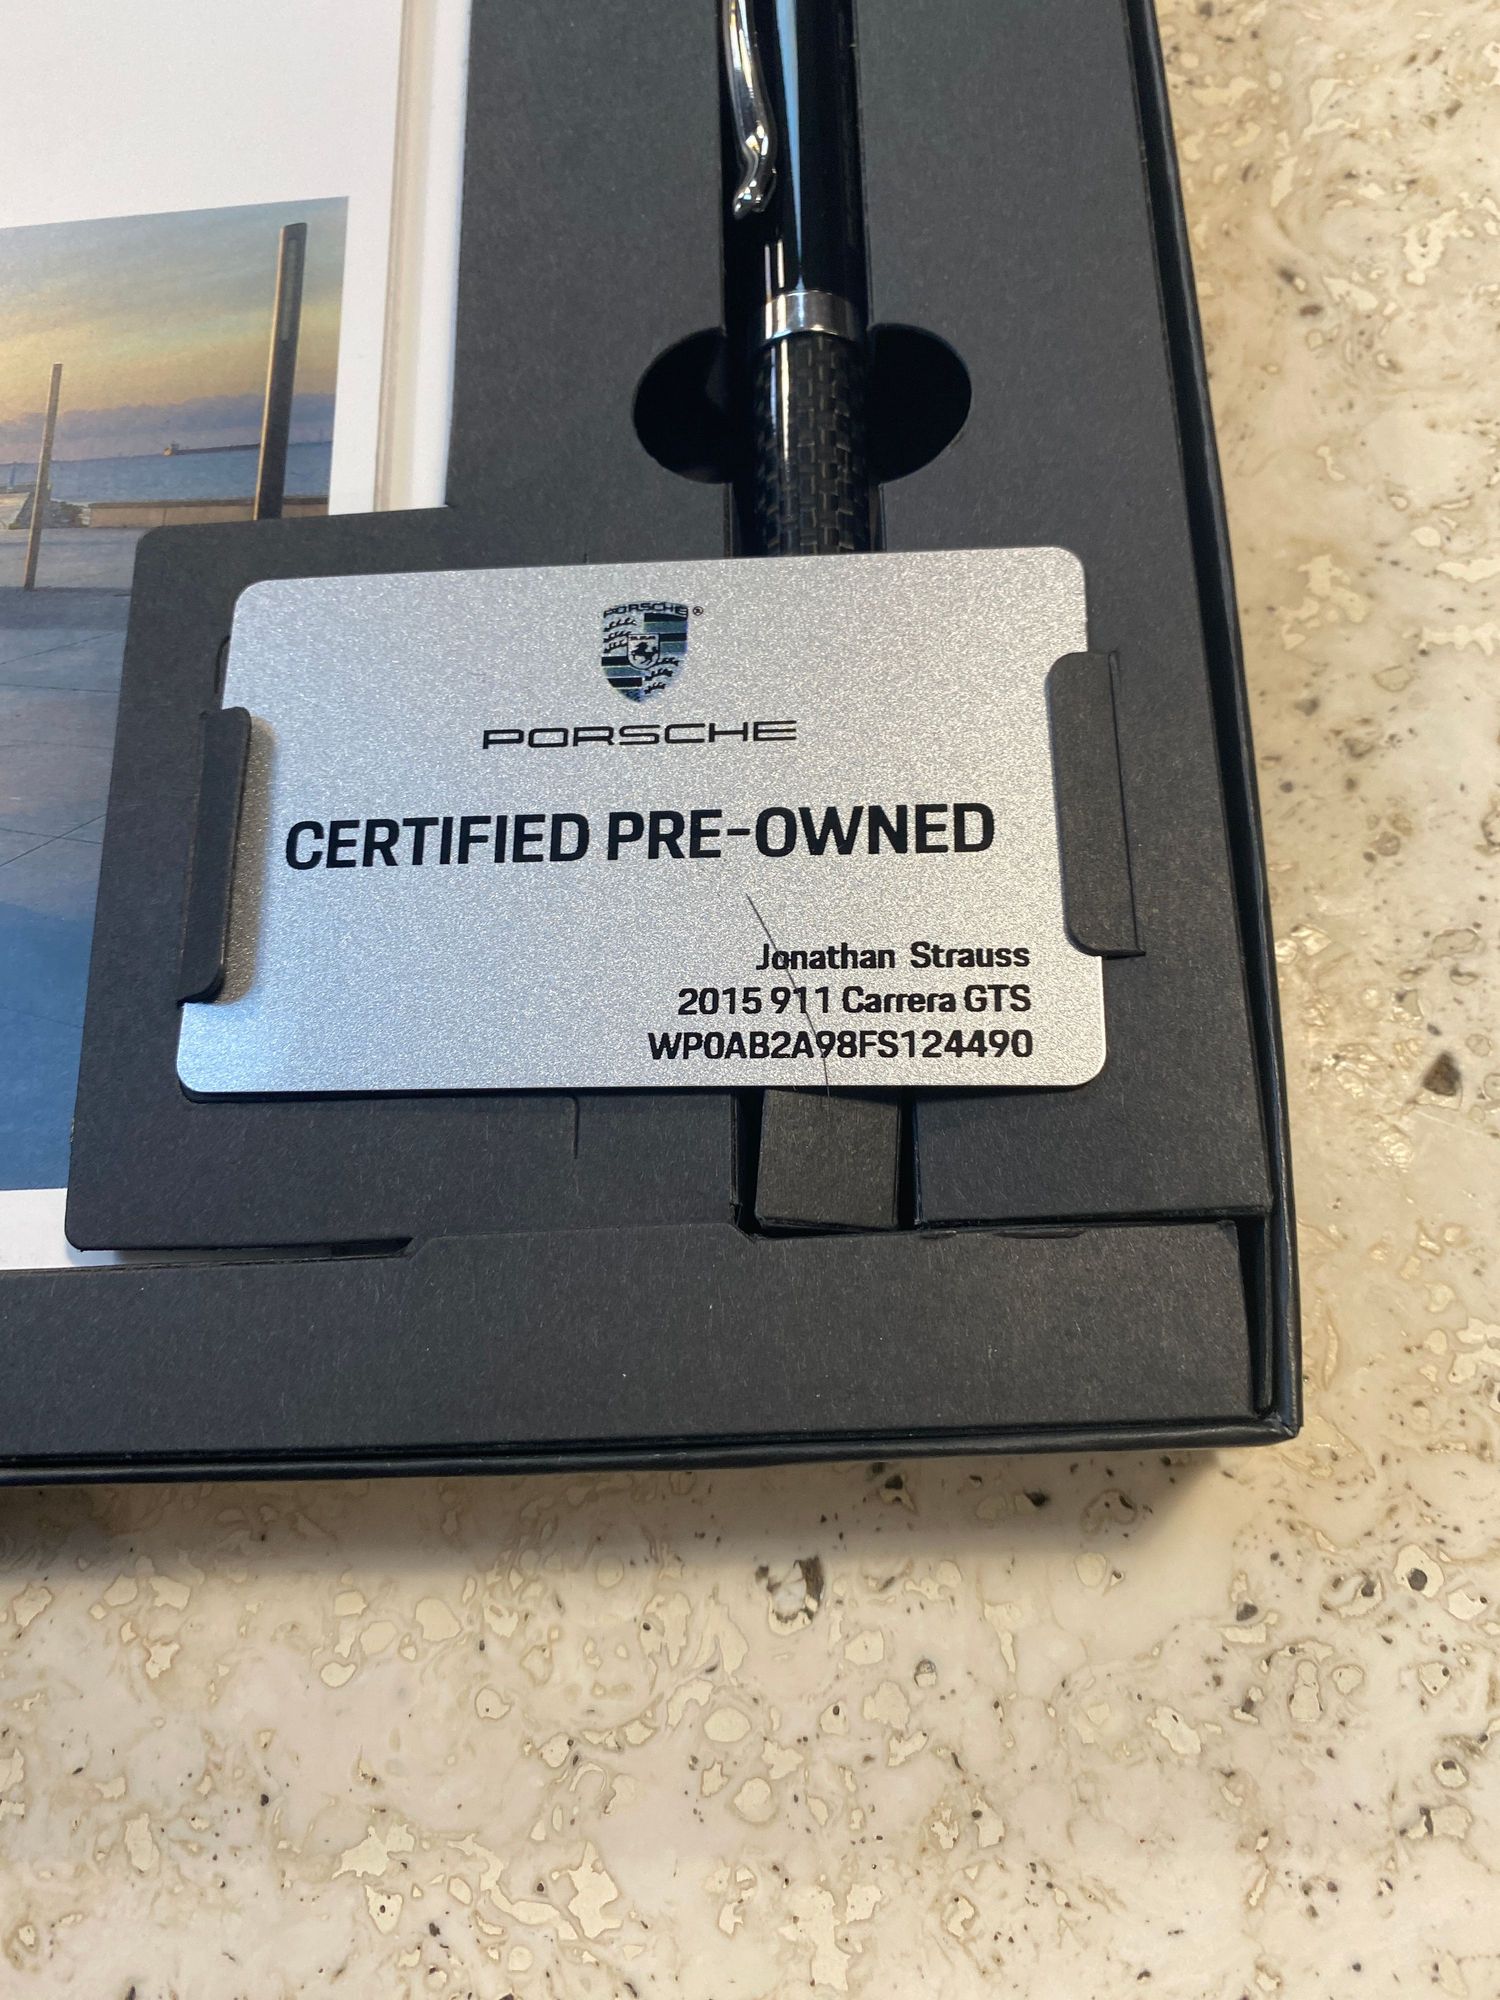 PORSCHE®
PORSCHE
CERTIFIED PRE-OWNED
Jonathan Strauss
2015 911 Carrera GTS
WP0AB2A98FS124490